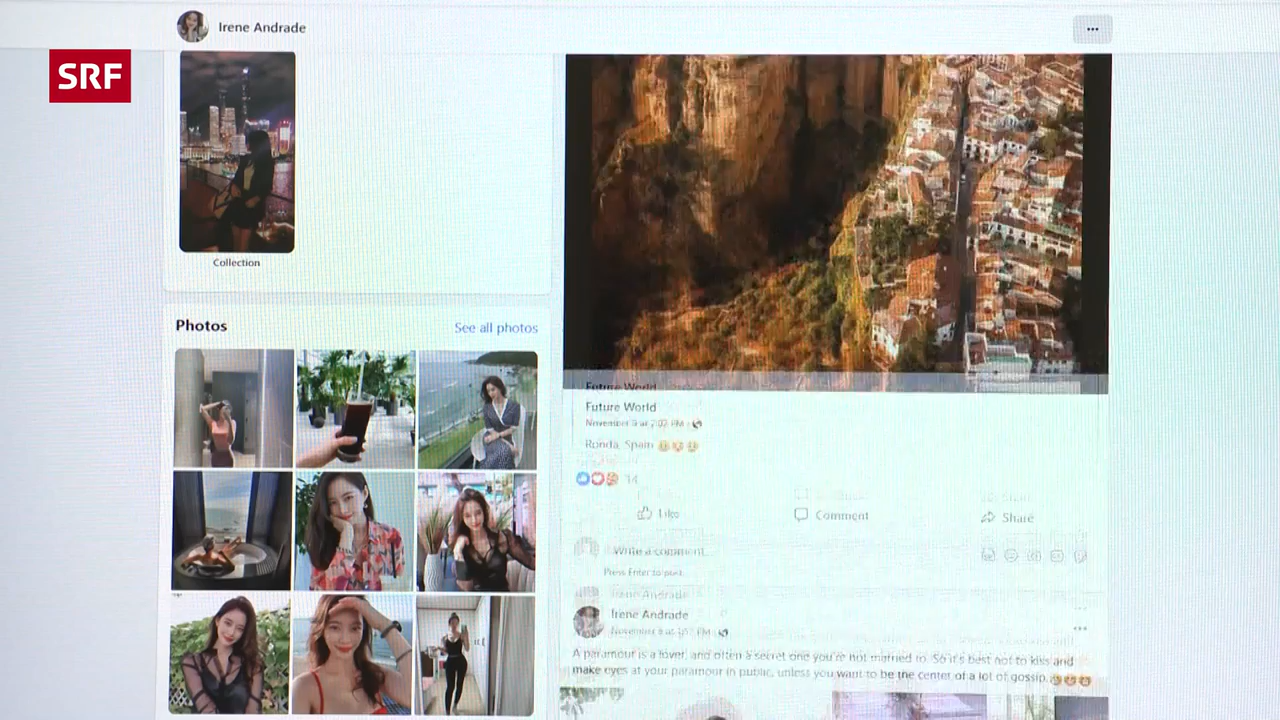 Irene Andrade
SRF
Collection
Photos
See all photos
Future World
Future World
Ronda, Spain
14
Like
Comment
Share
Write a comment
Press Enter to post.
Irene Andrade
Irene Andrade
A paramour is a lover, and often a secret one you're not married to. So it's best not to kiss and
make eyes at your paramour in public, unless you want to be the center of a lot of gossip.